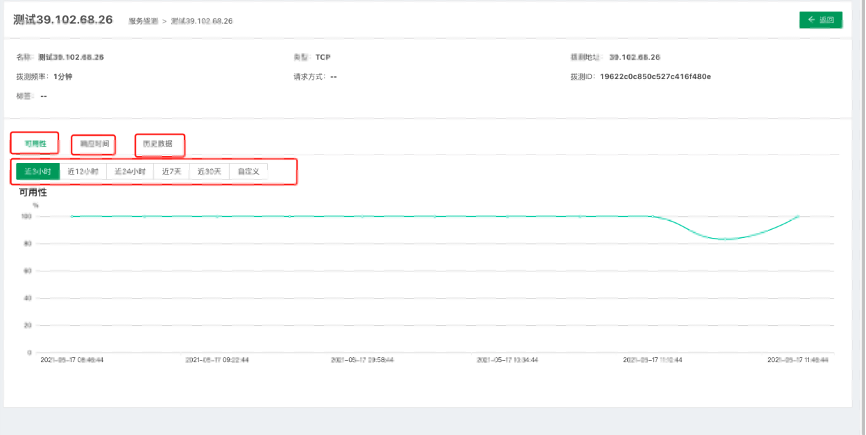 测试39.102.68.26 服务拨测 > 测试39.102.68.26 ← 返回
名称: 测试39.102.68.26 类型: TCP 拨测地址: 39.102.68.26
拨测频率: 1分钟 请求方式: -- 拨测ID: 19622c0c850c527c416f480e
标签: --
可用性 响应时间 历史数据
近3小时 近12小时 近24小时 近7天 近30天 自定义
可用性
%
100
80
60
40
20
0
2021-05-17 08:46:44 2021-05-17 09:22:44 2021-05-17 09:58:44 2021-05-17 10:34:44 2021-05-17 11:10:44 2021-05-17 11:46:44